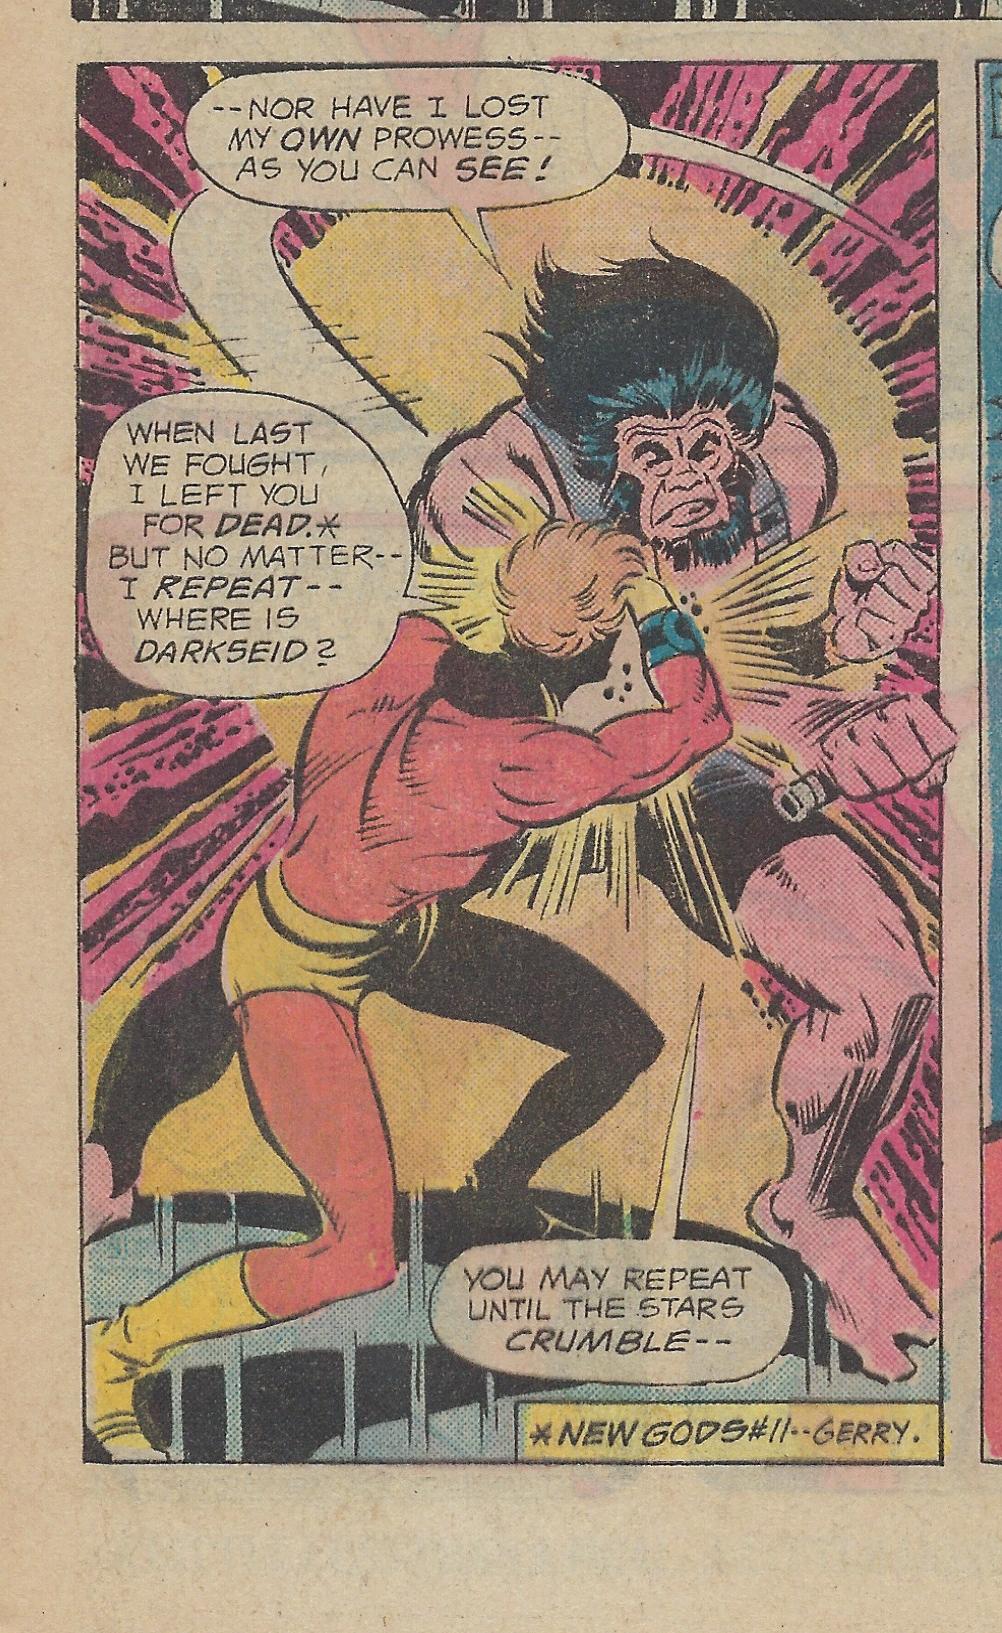 --NOR HAVE I LOST
MY OWN PROWESS--
AS YOU CAN SEE!
WHEN LAST
WE FOUGHT,
I LEFT YOU
FOR DEAD.*
BUT NO MATTER--
I REPEAT--
WHERE IS
DARKSEID?
YOU MAY REPEAT
UNTIL THE STARS
CRUMBLE--
*NEW GODS #11--GERRY.